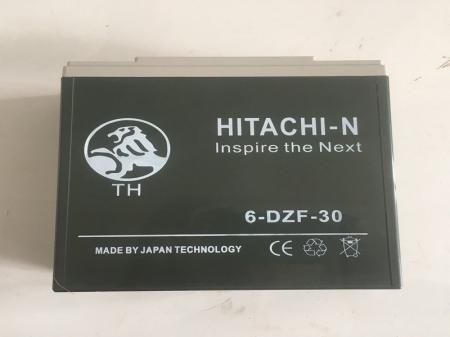 HITACHI-N
Inspire the Next
TH
6-DZF-30
MADE BY JAPAN TECHNOLOGY
CE